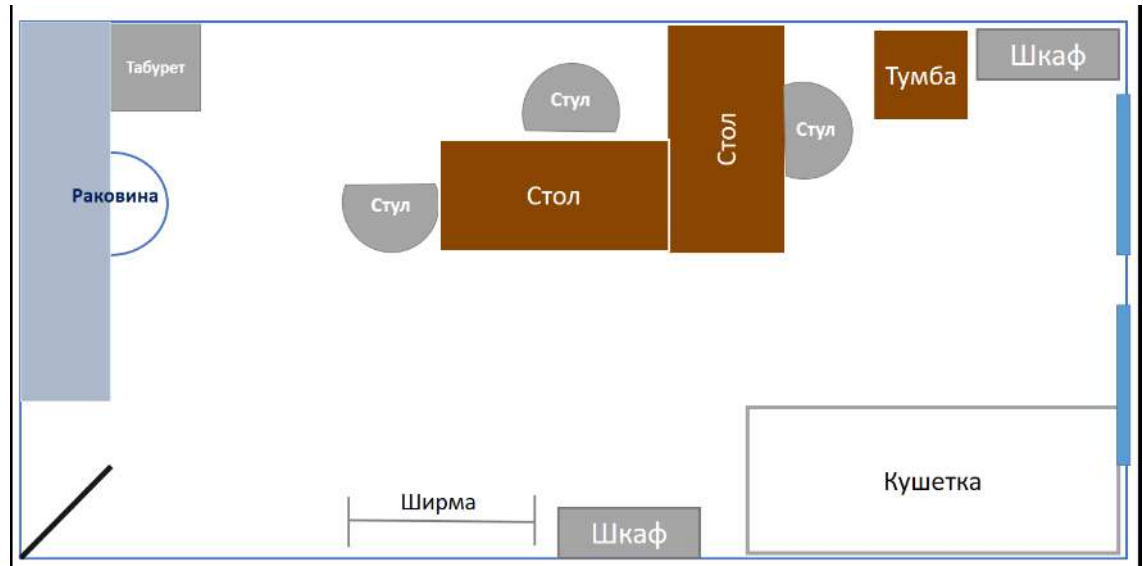 Табурет
Стул
Стол
Стул
Тумба
Шкаф
Раковина
Стул
Стол
Ширма
Шкаф
Кушетка